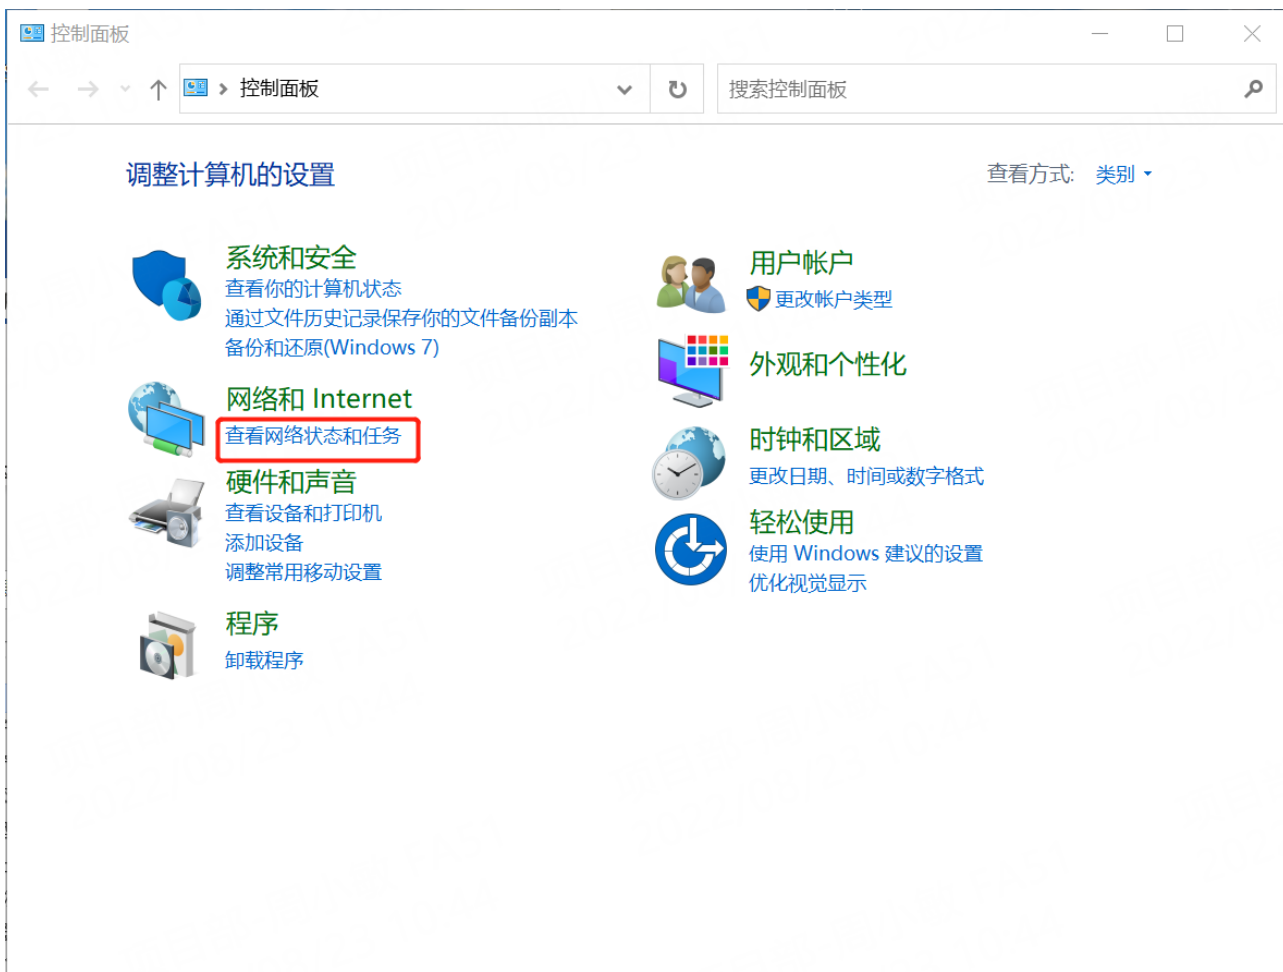 控制面板
控制面板
搜索控制面板
调整计算机的设置
查看方式: 类别
系统和安全
查看你的计算机状态
通过文件历史记录保存你的文件备份副本
备份和还原(Windows 7)
网络和 Internet
查看网络状态和任务
硬件和声音
查看设备和打印机
添加设备
调整常用移动设置
程序
卸载程序
用户帐户
更改帐户类型
外观和个性化
时钟和区域
更改日期、时间或数字格式
轻松使用
使用 Windows 建议的设置
优化视觉显示